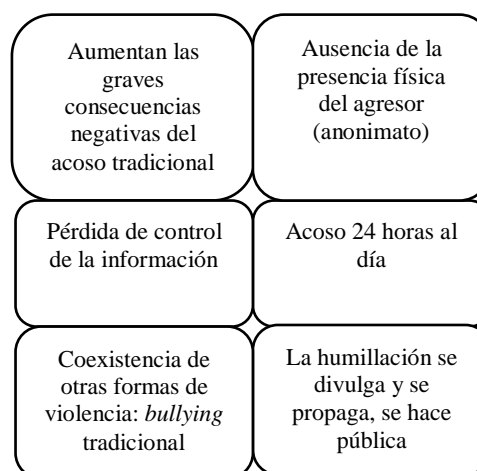 Aumentan las
graves
consecuencias
negativas del
acoso tradicional
Ausencia de la
presencia física
del agresor
(anonimato)
Pérdida de control
de la información
Acoso 24 horas al
día
Coexistencia de
otras formas de
violencia: bullying
tradicional
La humillación se
divulga y se
propaga, se hace
pública